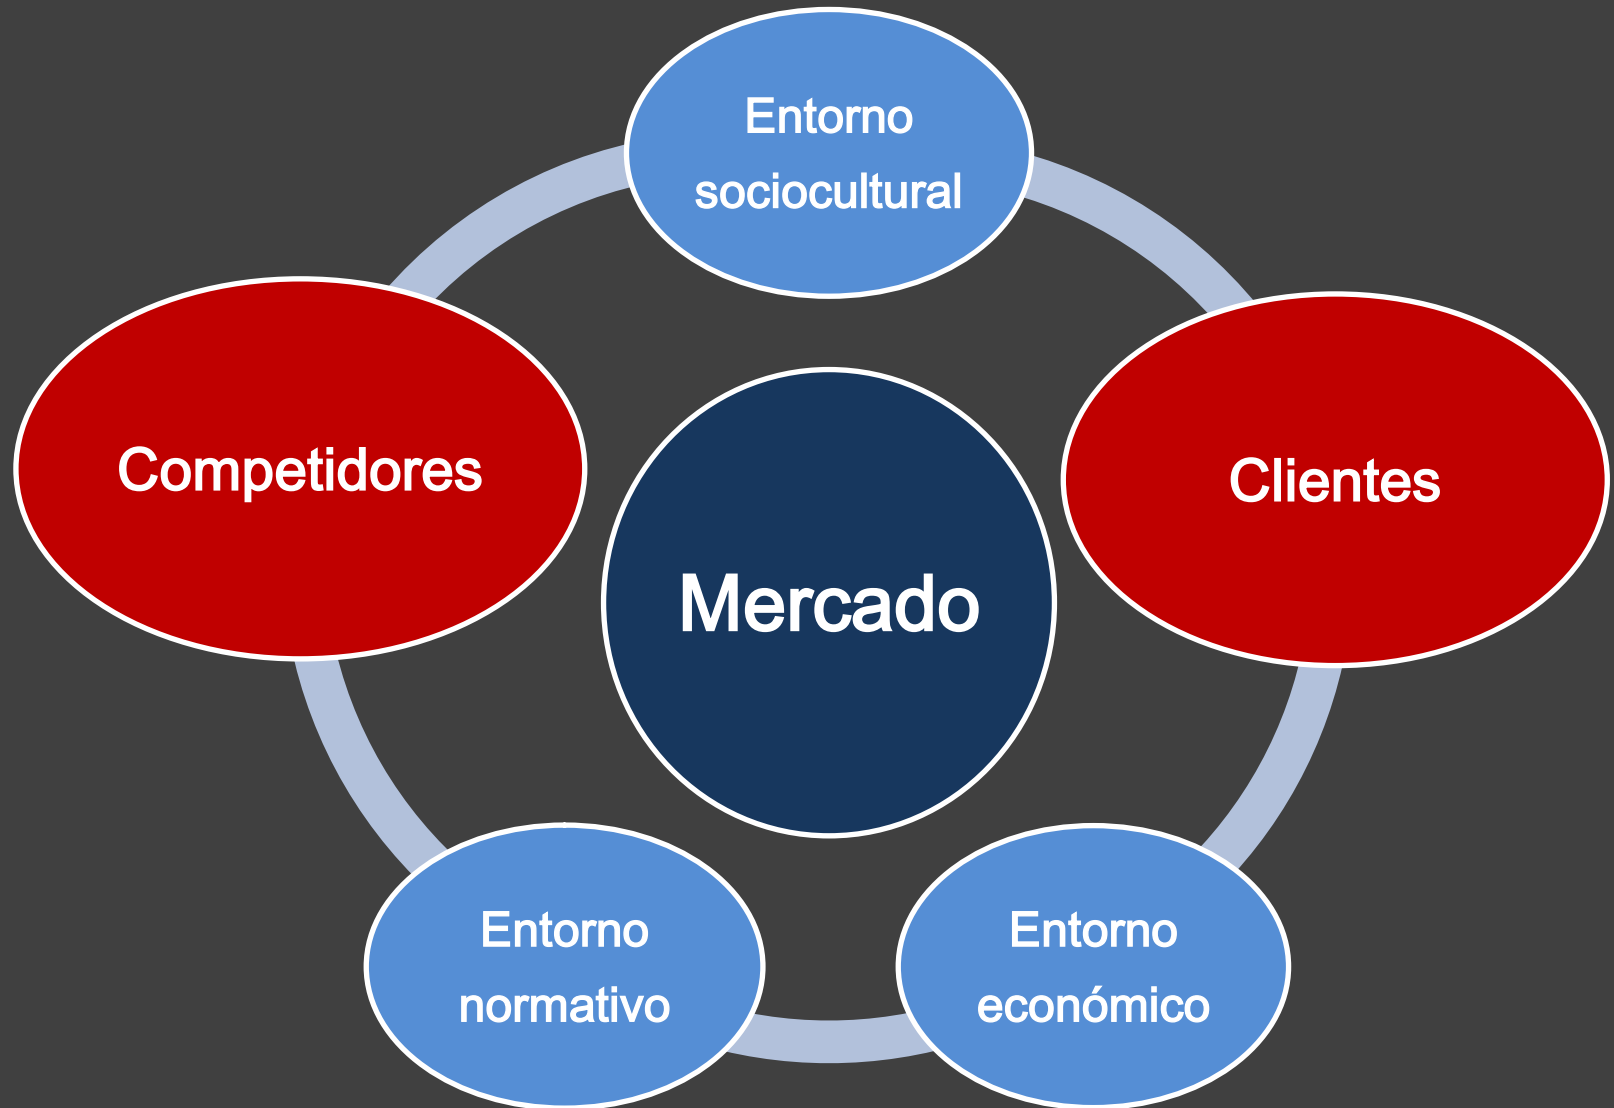 Entorno
sociocultural
Competidores
Clientes
Mercado
Entorno
normativo
Entorno
económico